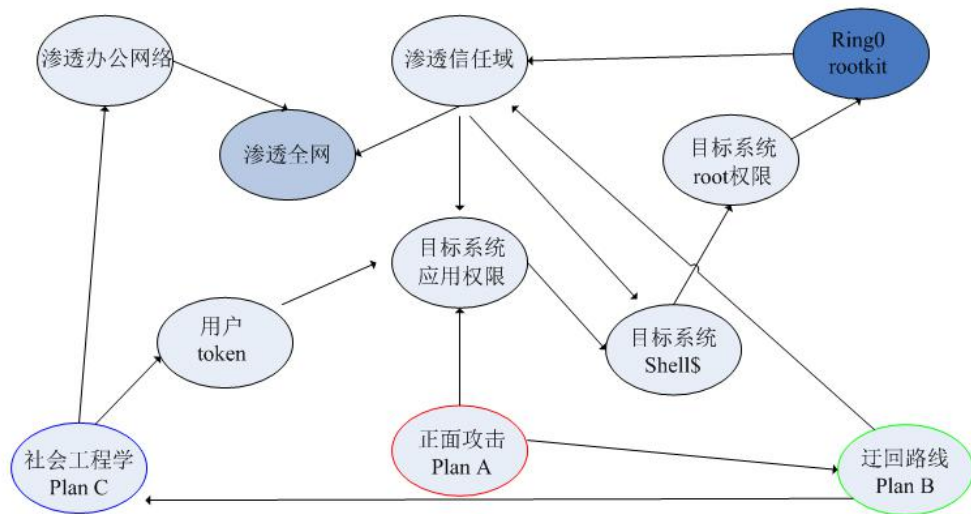 渗透办公网络
渗透信任域
Ring0
rootkit
渗透全网
目标系统
root权限
目标系统
应用权限
用户
token
目标系统
Shell$
社会工程学
Plan C
正面攻击
Plan A
迂回路线
Plan B